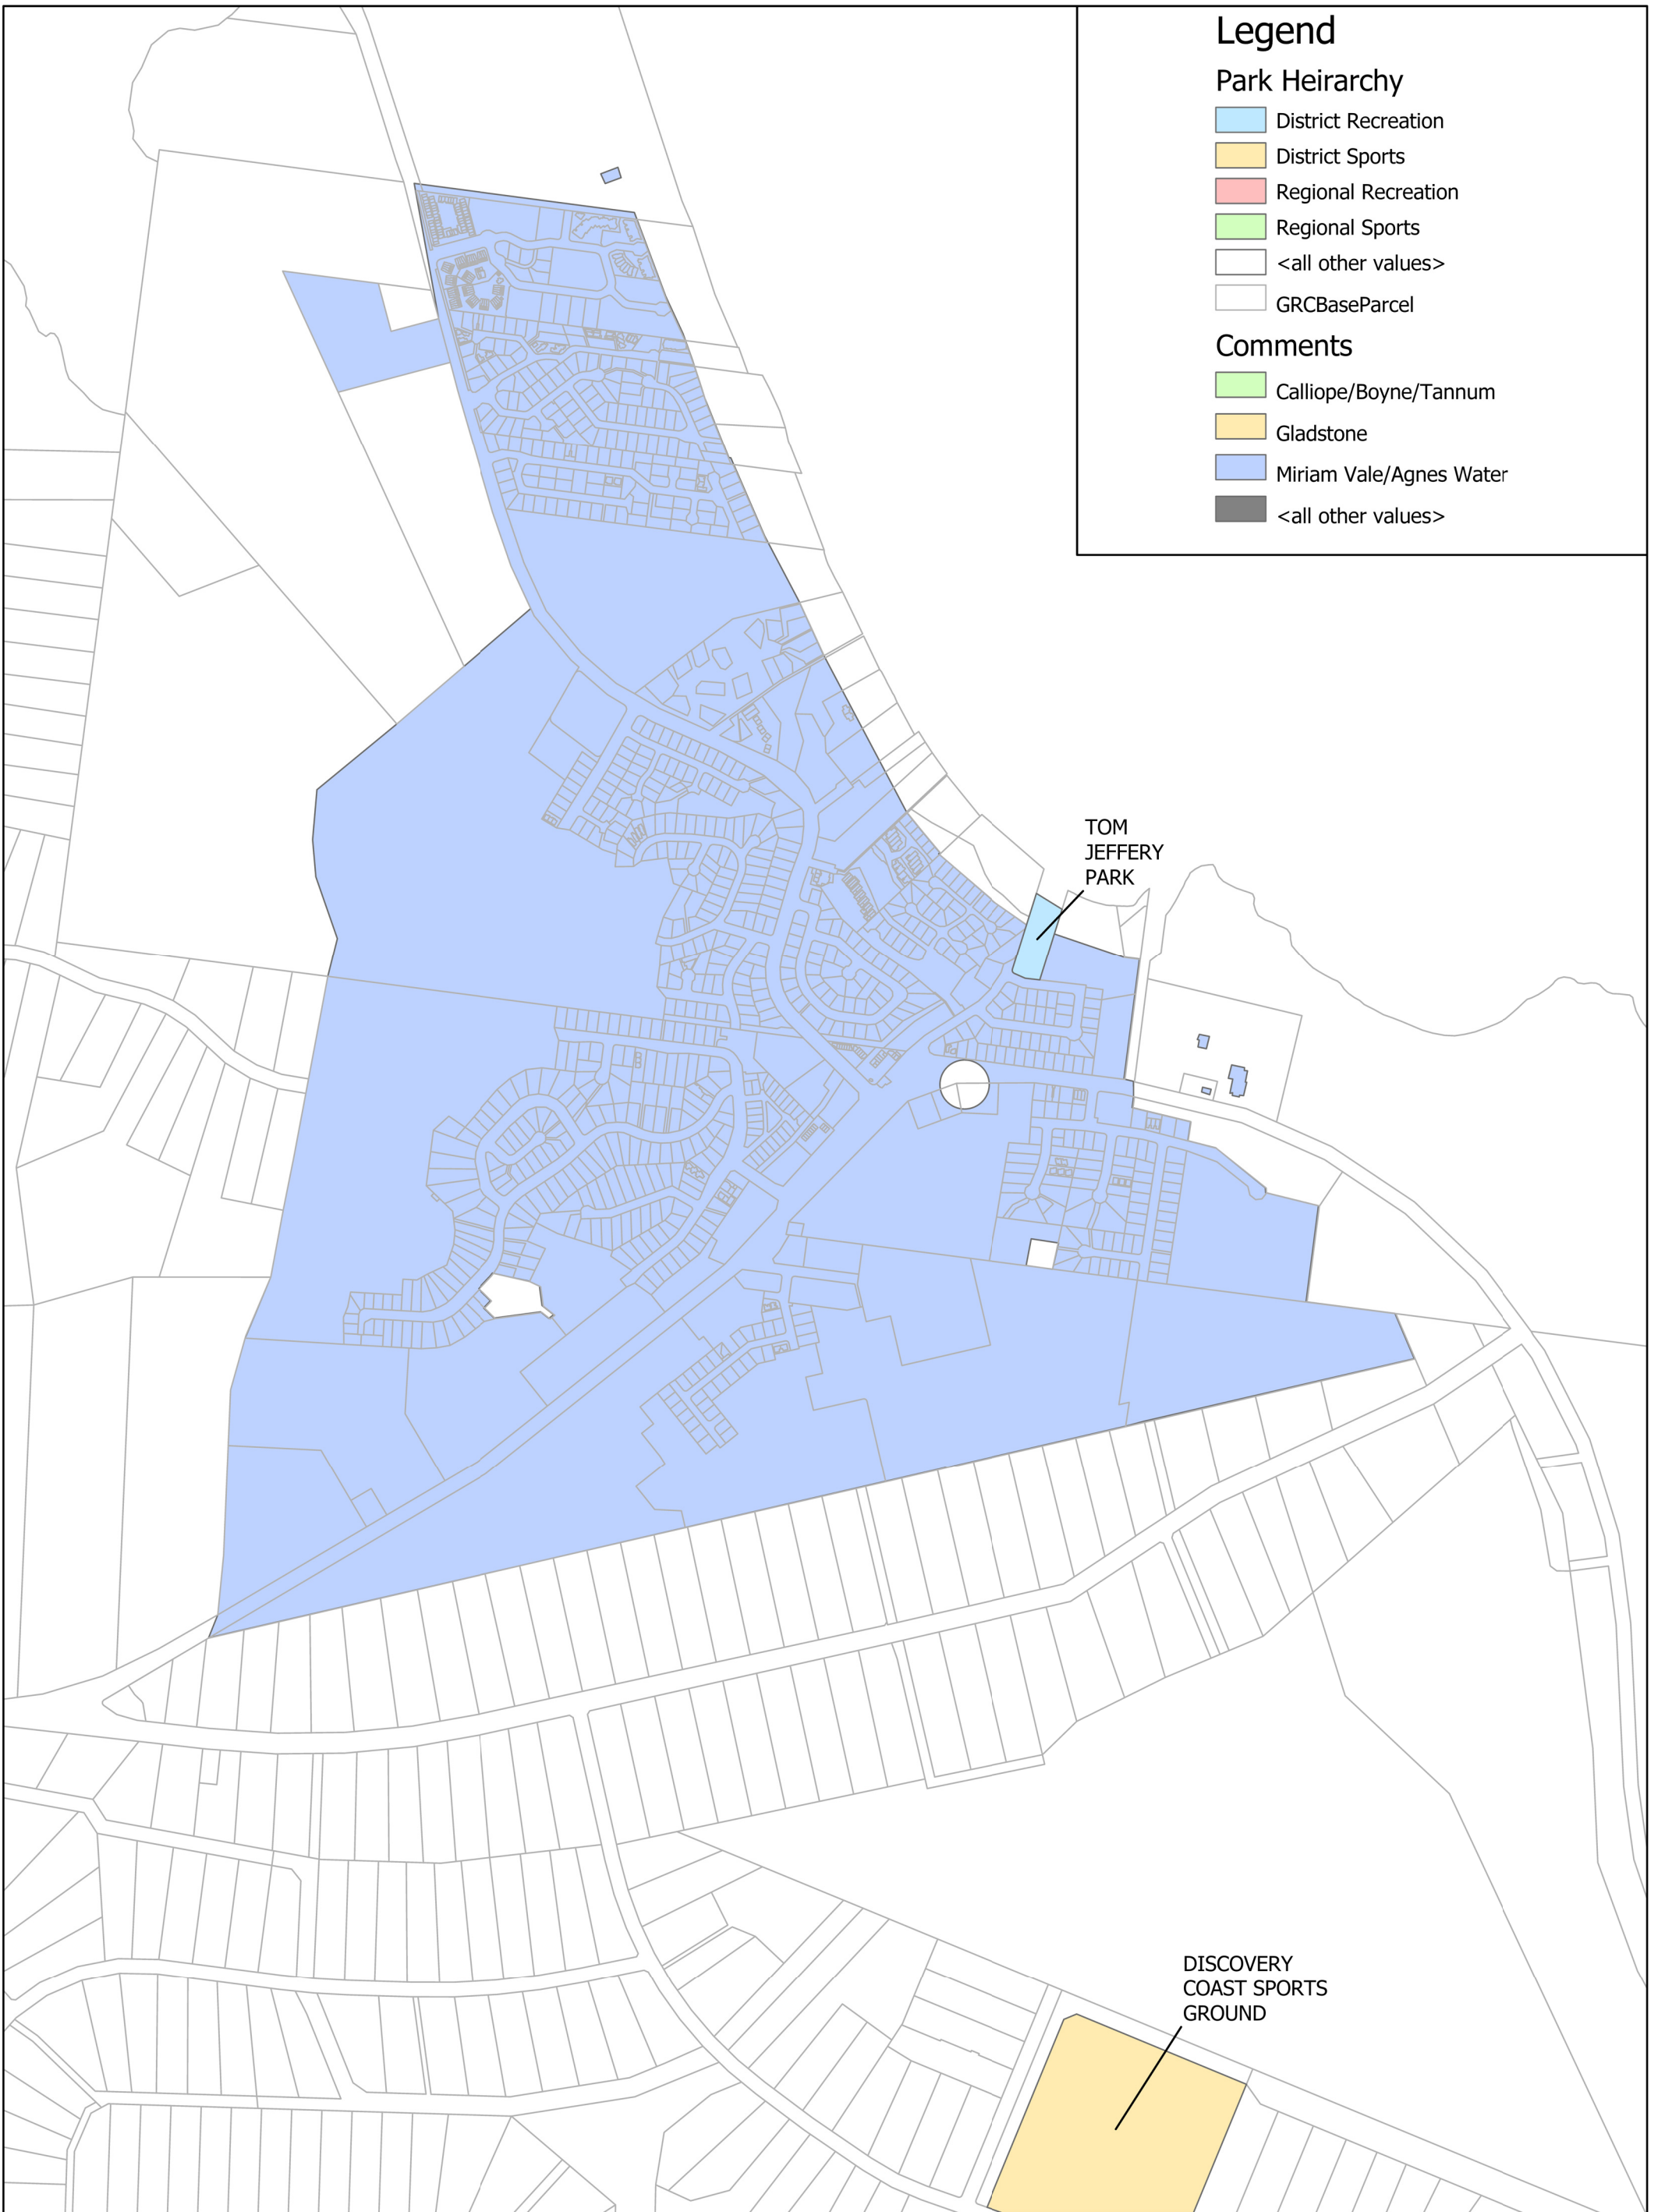 Legend
Park Heirarchy
District Recreation
District Sports
Regional Recreation
Regional Sports
<all other values>
GRCBaseParcel
Comments
Calliope/Boyne/Tannum
Gladstone
Miriam Vale/Agnes Water
<all other values>
TOM
JEFFERY
PARK
DISCOVERY
COAST SPORTS
GROUND